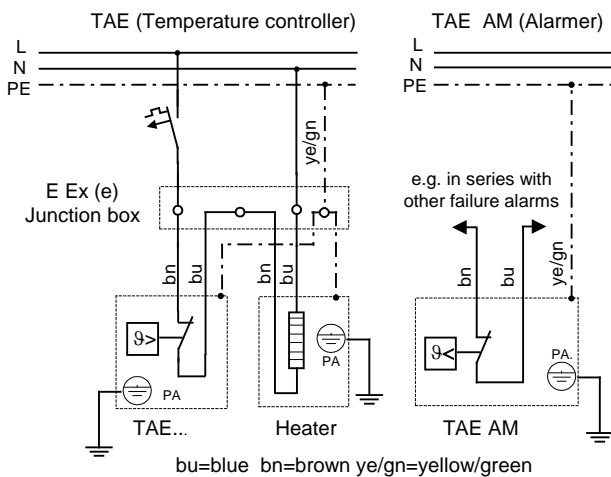 TAE (Temperature controller)
TAE AM (Alarmer)
L
N
PE
L
N
PE
ye/gn
E Ex (e)
Junction box
e.g. in series with
other failure alarms
bn
bu
bn
bu
bn
bu
ye/gn
ϑ>
PA
PA
ϑ<
PA.
TAE...
Heater
TAE AM
bu=blue bn=brown ye/gn=yellow/green